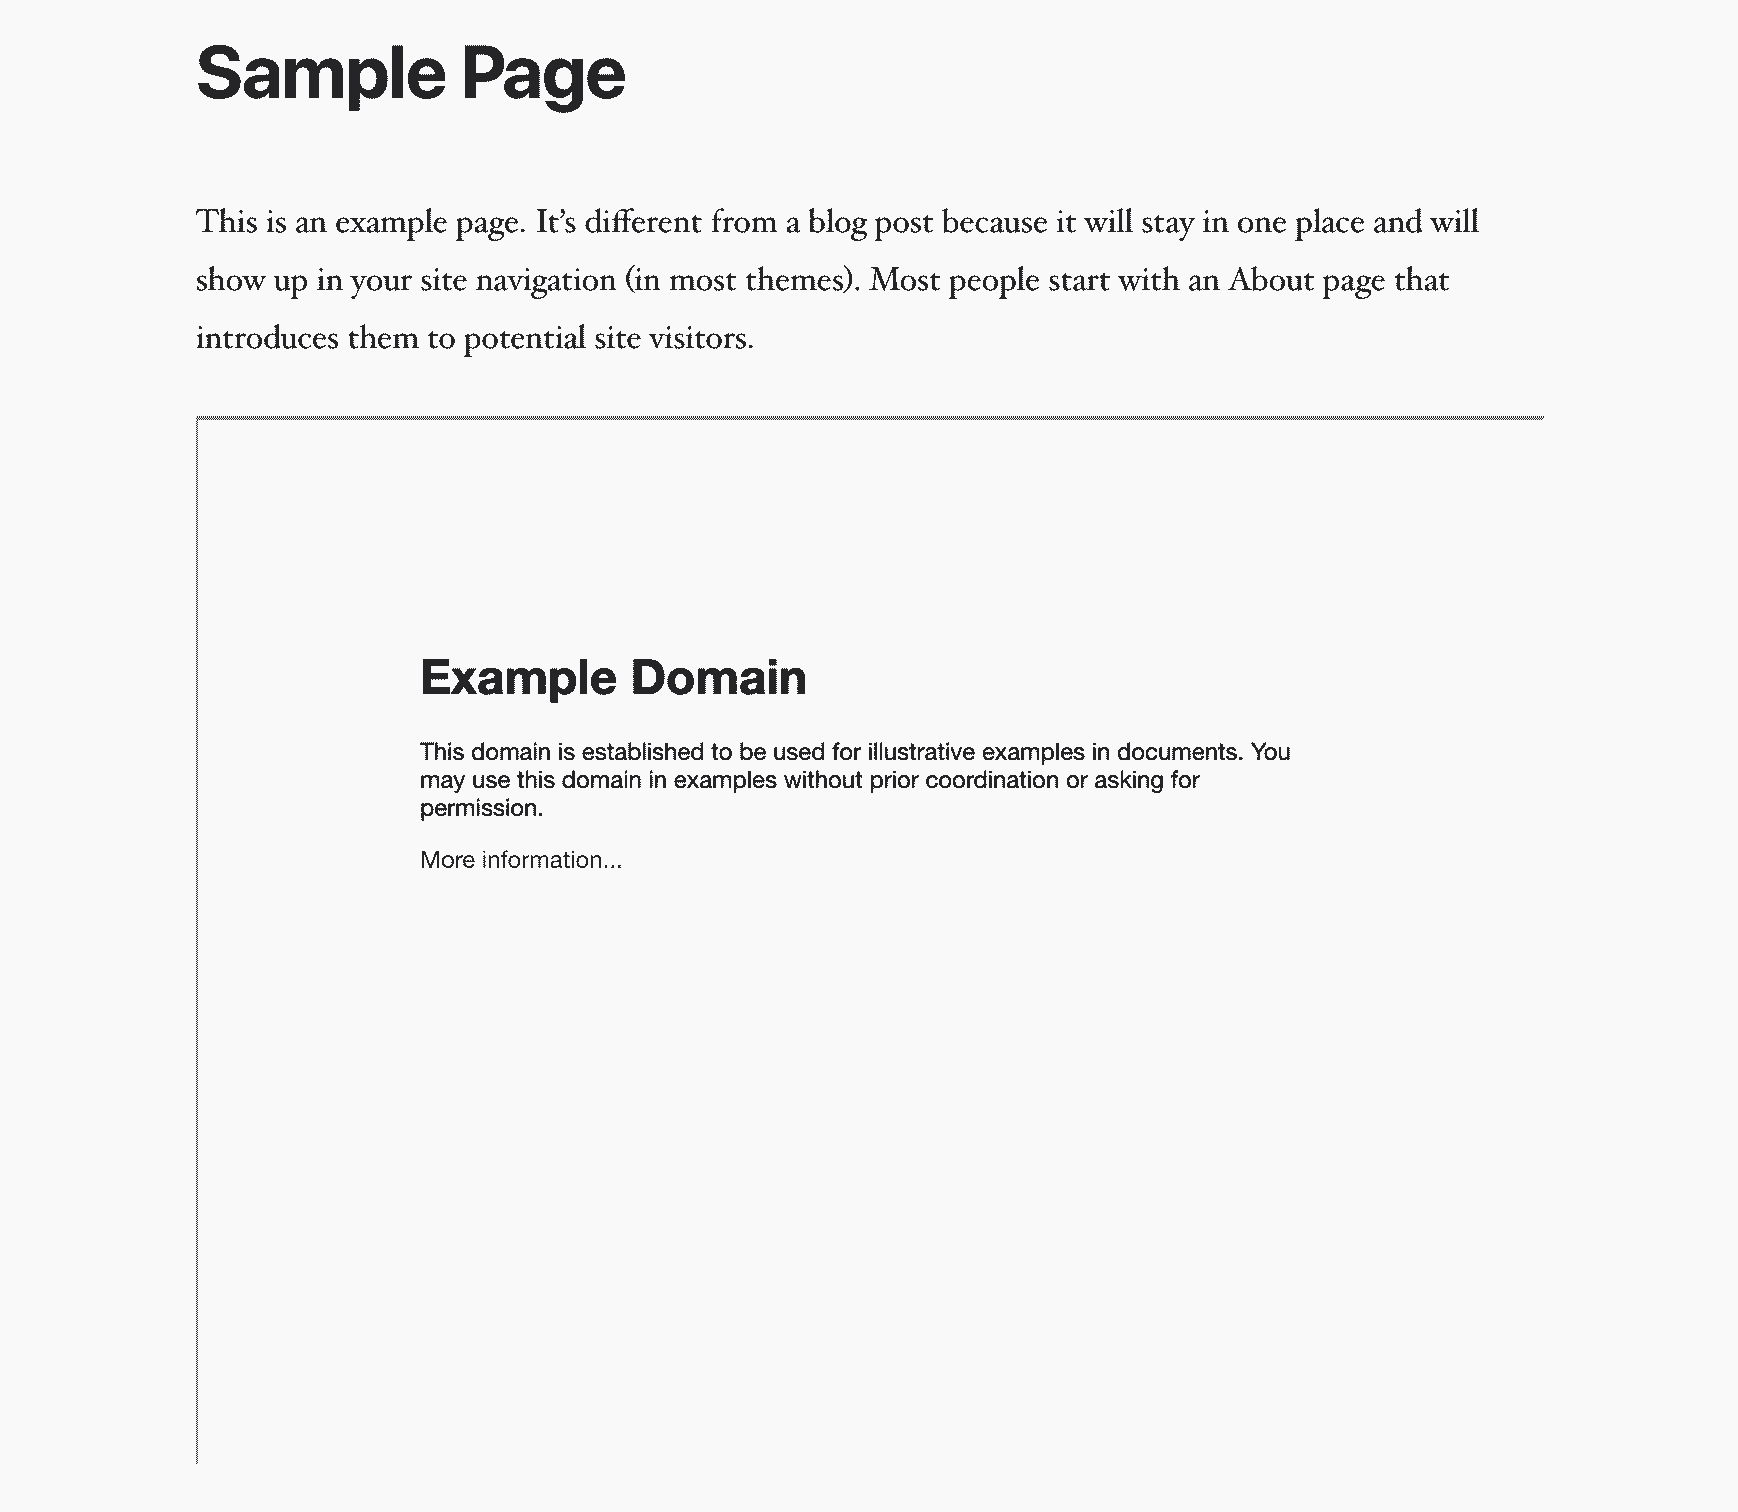 Sample Page
This is an example page. It’s different from a blog post because it will stay in one place and will
show up in your site navigation (in most themes). Most people start with an About page that
introduces them to potential site visitors.
Example Domain
This domain is established to be used for illustrative examples in documents. You
may use this domain in examples without prior coordination or asking for
permission.
More information...